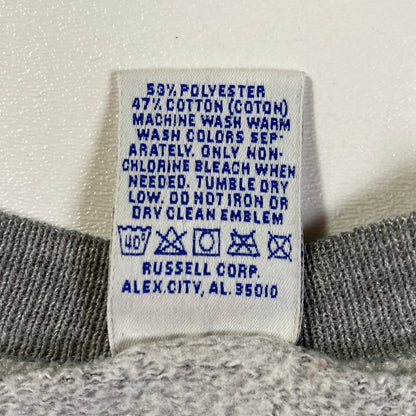 53% POLYESTER
47% COTTON (COTON)
MACHINE WASH WARM
WASH COLORS SEP-
ARATELY. ONLY NON-
CHLORINE BLEACH WHEN
NEEDED. TUMBLE DRY
LOW. DO NOT IRON OR
DRY CLEAN EMBLEM
40°
RUSSELL CORP.
ALEX.CITY, AL. 35010